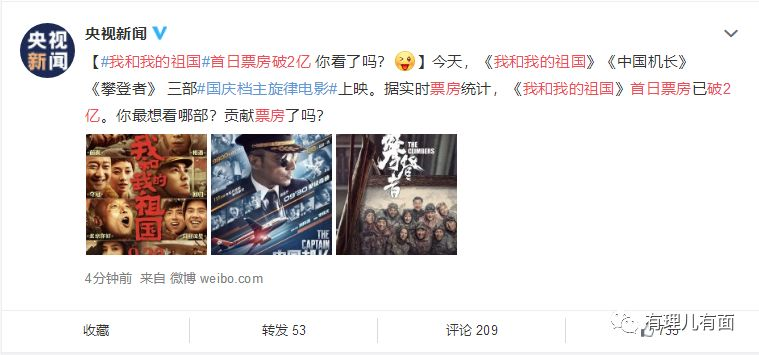 央视新闻
央视
新闻
【#我和我的祖国#首日票房破2亿 你看了吗？】今天，《我和我的祖国》《中国机长》
《攀登者》 三部#国庆档主旋律电影#上映。据实时票房统计，《我和我的祖国》首日票房已破2
亿。你最想看哪部？贡献票房了吗？
我和我的祖国
THE
CAPTAIN
中国机长
攀登者
THE
CLIMBERS
4分钟前 来自 微博 weibo.com
收藏
转发 53
评论 209
735
有理儿有面